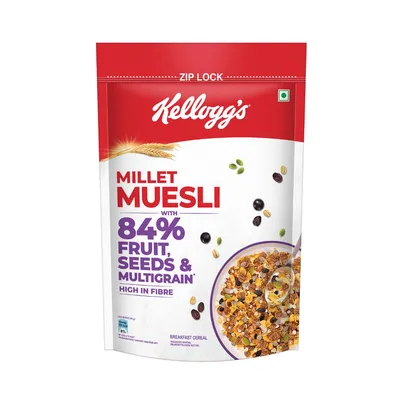 ZIP LOCK
Kellogg's
MILLET
MUESLI
WITH
84%
FRUIT,
SEEDS &
MULTIGRAIN*
HIGH IN FIBRE
BREAKFAST CEREAL